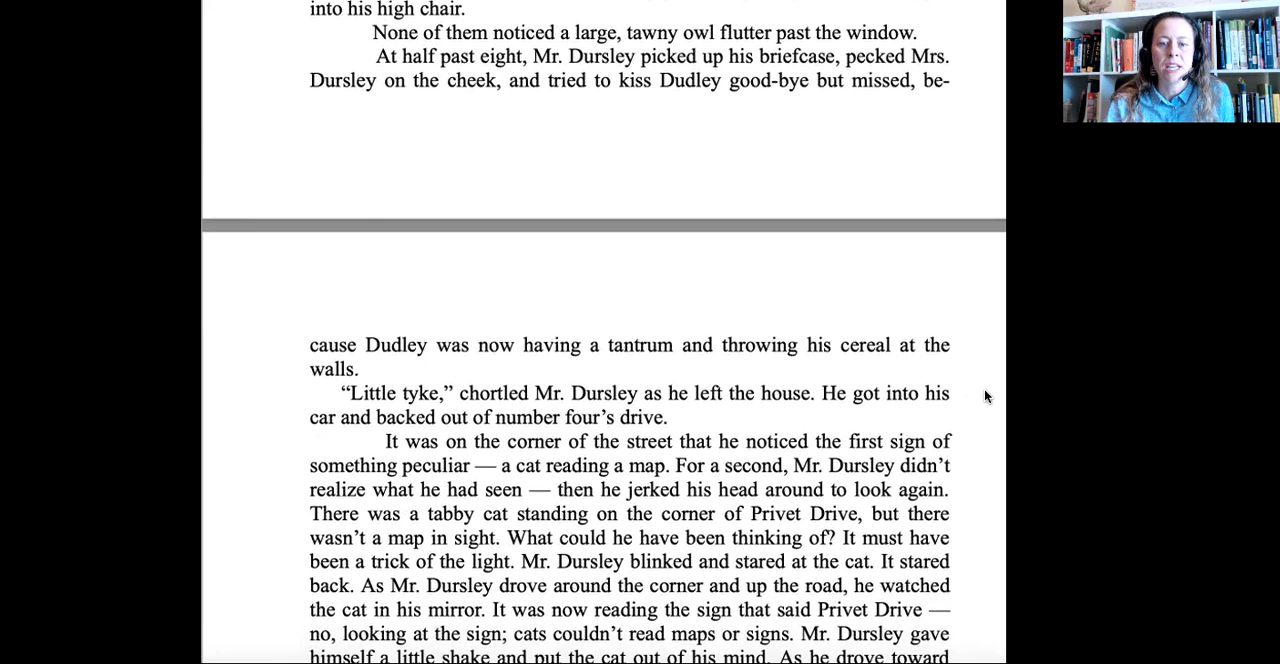 into his high chair.
None of them noticed a large, tawny owl flutter past the window.
At half past eight, Mr. Dursley picked up his briefcase, pecked Mrs.
Dursley on the cheek, and tried to kiss Dudley good-bye but missed, be-
cause Dudley was now having a tantrum and throwing his cereal at the
walls.
“Little tyke,” chortled Mr. Dursley as he left the house. He got into his
car and backed out of number four’s drive.
It was on the corner of the street that he noticed the first sign of
something peculiar — a cat reading a map. For a second, Mr. Dursley didn’t
realize what he had seen — then he jerked his head around to look again.
There was a tabby cat standing on the corner of Privet Drive, but there
wasn’t a map in sight. What could he have been thinking of? It must have
been a trick of the light. Mr. Dursley blinked and stared at the cat. It stared
back. As Mr. Dursley drove around the corner and up the road, he watched
the cat in his mirror. It was now reading the sign that said Privet Drive —
no, looking at the sign; cats couldn’t read maps or signs. Mr. Dursley gave
himself a little shake and put the cat out of his mind. As he drove toward